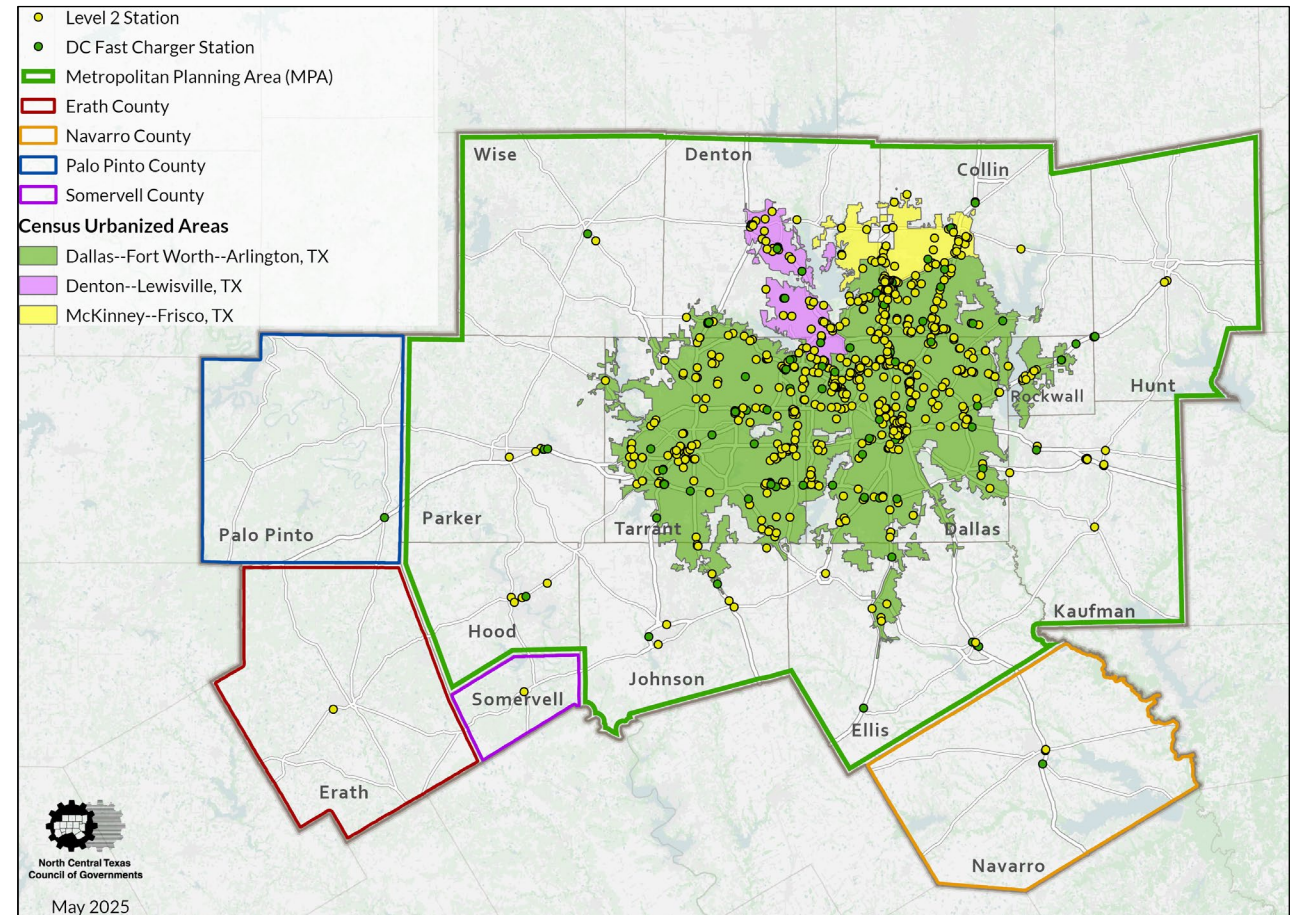 Level 2 Station
DC Fast Charger Station
Metropolitan Planning Area (MPA)
Erath County
Navarro County
Palo Pinto County
Somervell County
Census Urbanized Areas
Dallas--Fort Worth--Arlington, TX
Denton--Lewisville, TX
McKinney--Frisco, TX
Wise
Denton
Collin
Hunt
Rockwall
Parker
Palo Pinto
Tarrant
Dallas
Kaufman
Hood
Johnson
Somervell
Ellis
Erath
Navarro
North Central Texas
Council of Governments
May 2025